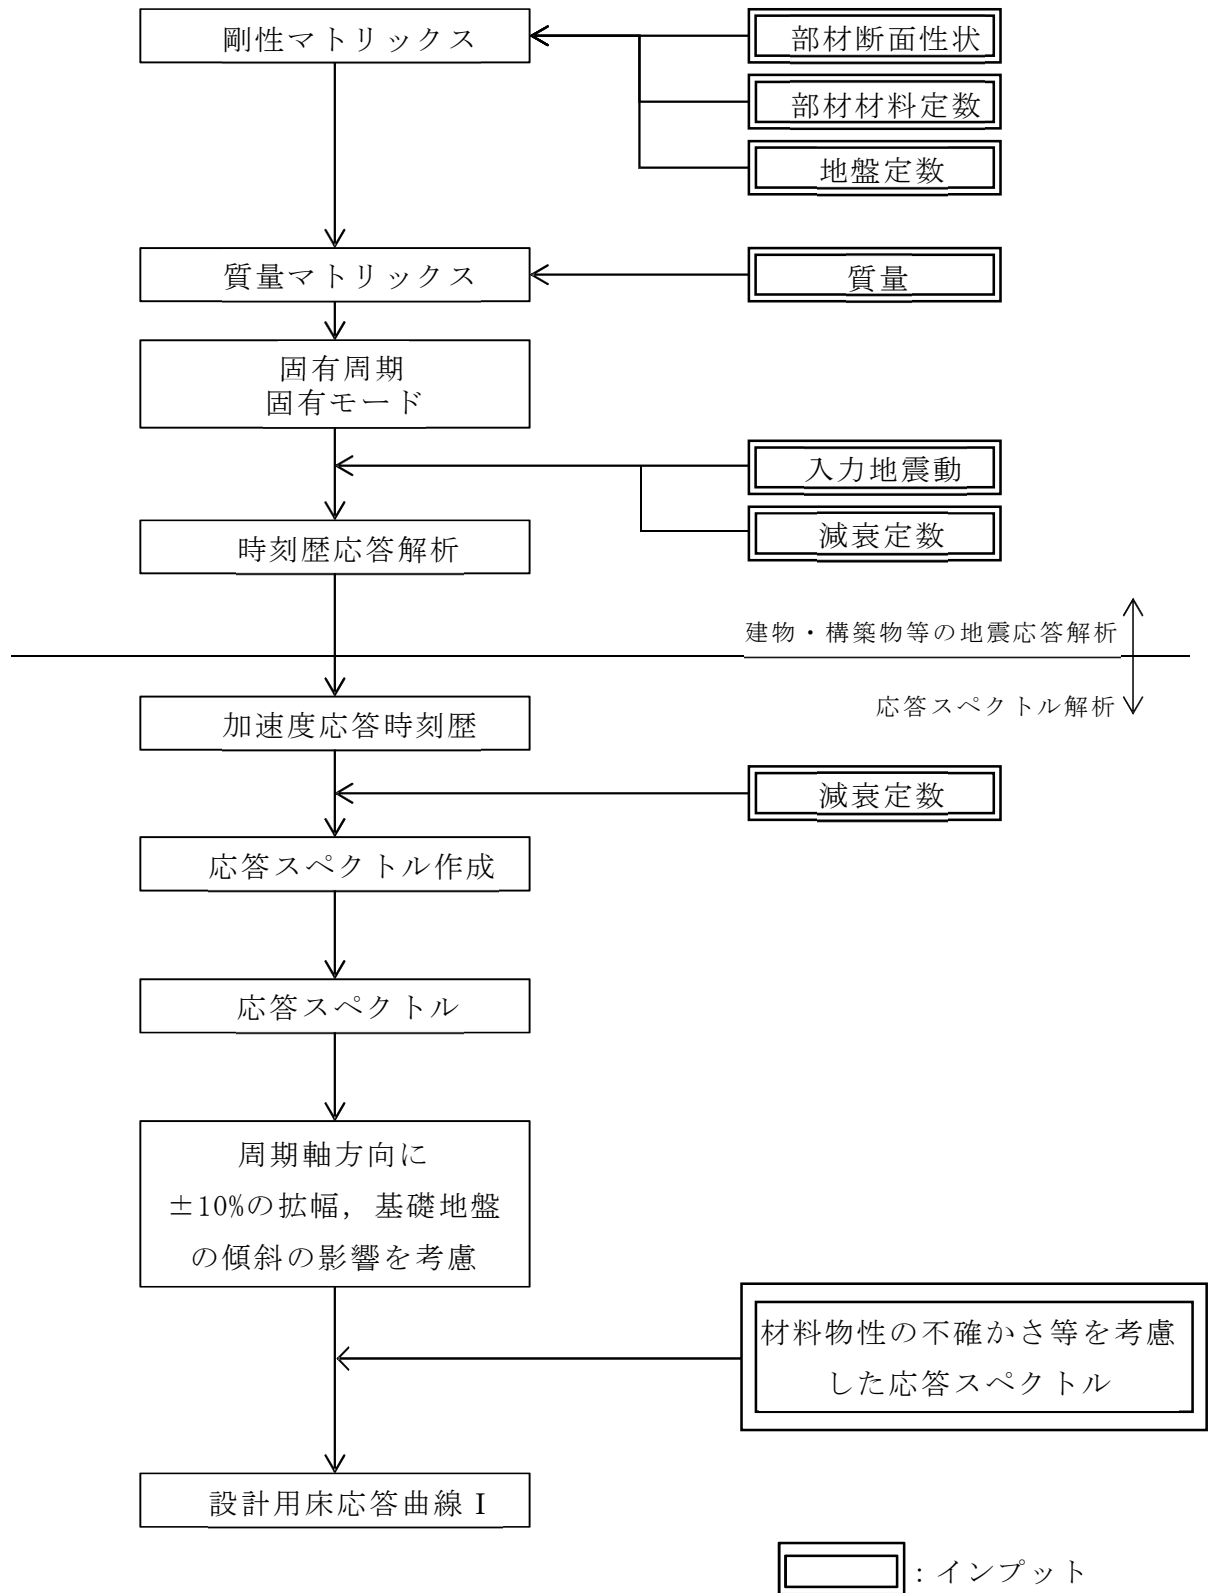 剛性マトリックス
部材断面性状
部材材料定数
地盤定数
質量マトリックス
質量
固有周期
固有モード
入力地震動
減衰定数
時刻歴応答解析
建物・構築物等の地震応答解析
応答スペクトル解析
加速度応答時刻歴
減衰定数
応答スペクトル作成
応答スペクトル
周期軸方向に
±10%の拡幅，基礎地盤
の傾斜の影響を考慮
材料物性の不確かさ等を考慮
した応答スペクトル
設計用床応答曲線Ⅰ
：インプット